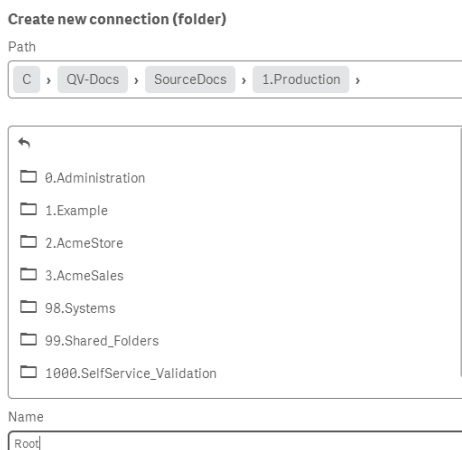 Create new connection (folder)
Path
C › QV-Docs › SourceDocs › 1.Production ›
0.Administration
1.Example
2.AcmeStore
3.AcmeSales
98.Systems
99.Shared_Folders
1000.SelfService_Validation
Name
Root